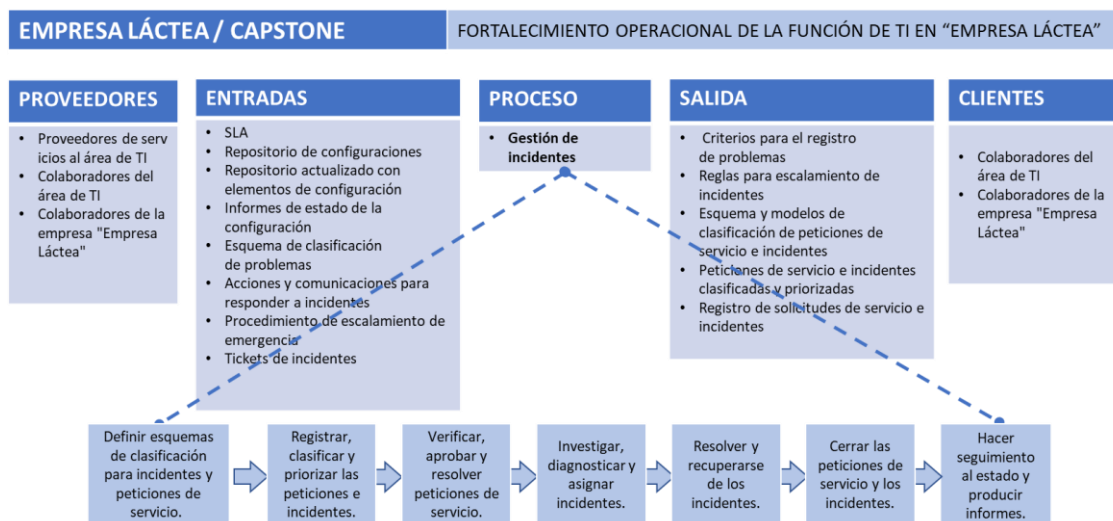 EMPRESA LÁCTEA / CAPSTONE
FORTALECIMIENTO OPERACIONAL DE LA FUNCIÓN DE TI EN “EMPRESA LÁCTEA”
PROVEEDORES
• Proveedores de serv
icios al área de TI
• Colaboradores del
área de TI
• Colaboradores de la
empresa "Empresa
Láctea"
ENTRADAS
• SLA
• Repositorio de configuraciones
• Repositorio actualizado con
elementos de configuración
• Informes de estado de la
configuración
• Esquema de clasificación
de problemas
• Acciones y comunicaciones para
responder a incidentes
• Procedimiento de escalamiento de
emergencia
• Tickets de incidentes
PROCESO
• Gestión de
incidentes
SALIDA
• Criterios para el registro
de problemas
• Reglas para escalamiento de
incidentes
• Esquema y modelos de
clasificación de peticiones de
servicio e incidentes
• Peticiones de servicio e incidentes
clasificadas y priorizadas
• Registro de solicitudes de servicio e
incidentes
CLIENTES
• Colaboradores del
área de TI
• Colaboradores de la
empresa "Empresa
Láctea"
Definir esquemas
de clasificación
para incidentes y
peticiones de
servicio.
Registrar,
clasificar y
priorizar las
peticiones e
incidentes.
Verificar,
aprobar y
resolver
peticiones de
servicio.
Investigar,
diagnosticar y
asignar
incidentes.
Resolver y
recuperarse
de los
incidentes.
Cerrar las
peticiones de
servicio y los
incidentes.
Hacer
seguimiento
al estado y
producir
informes.